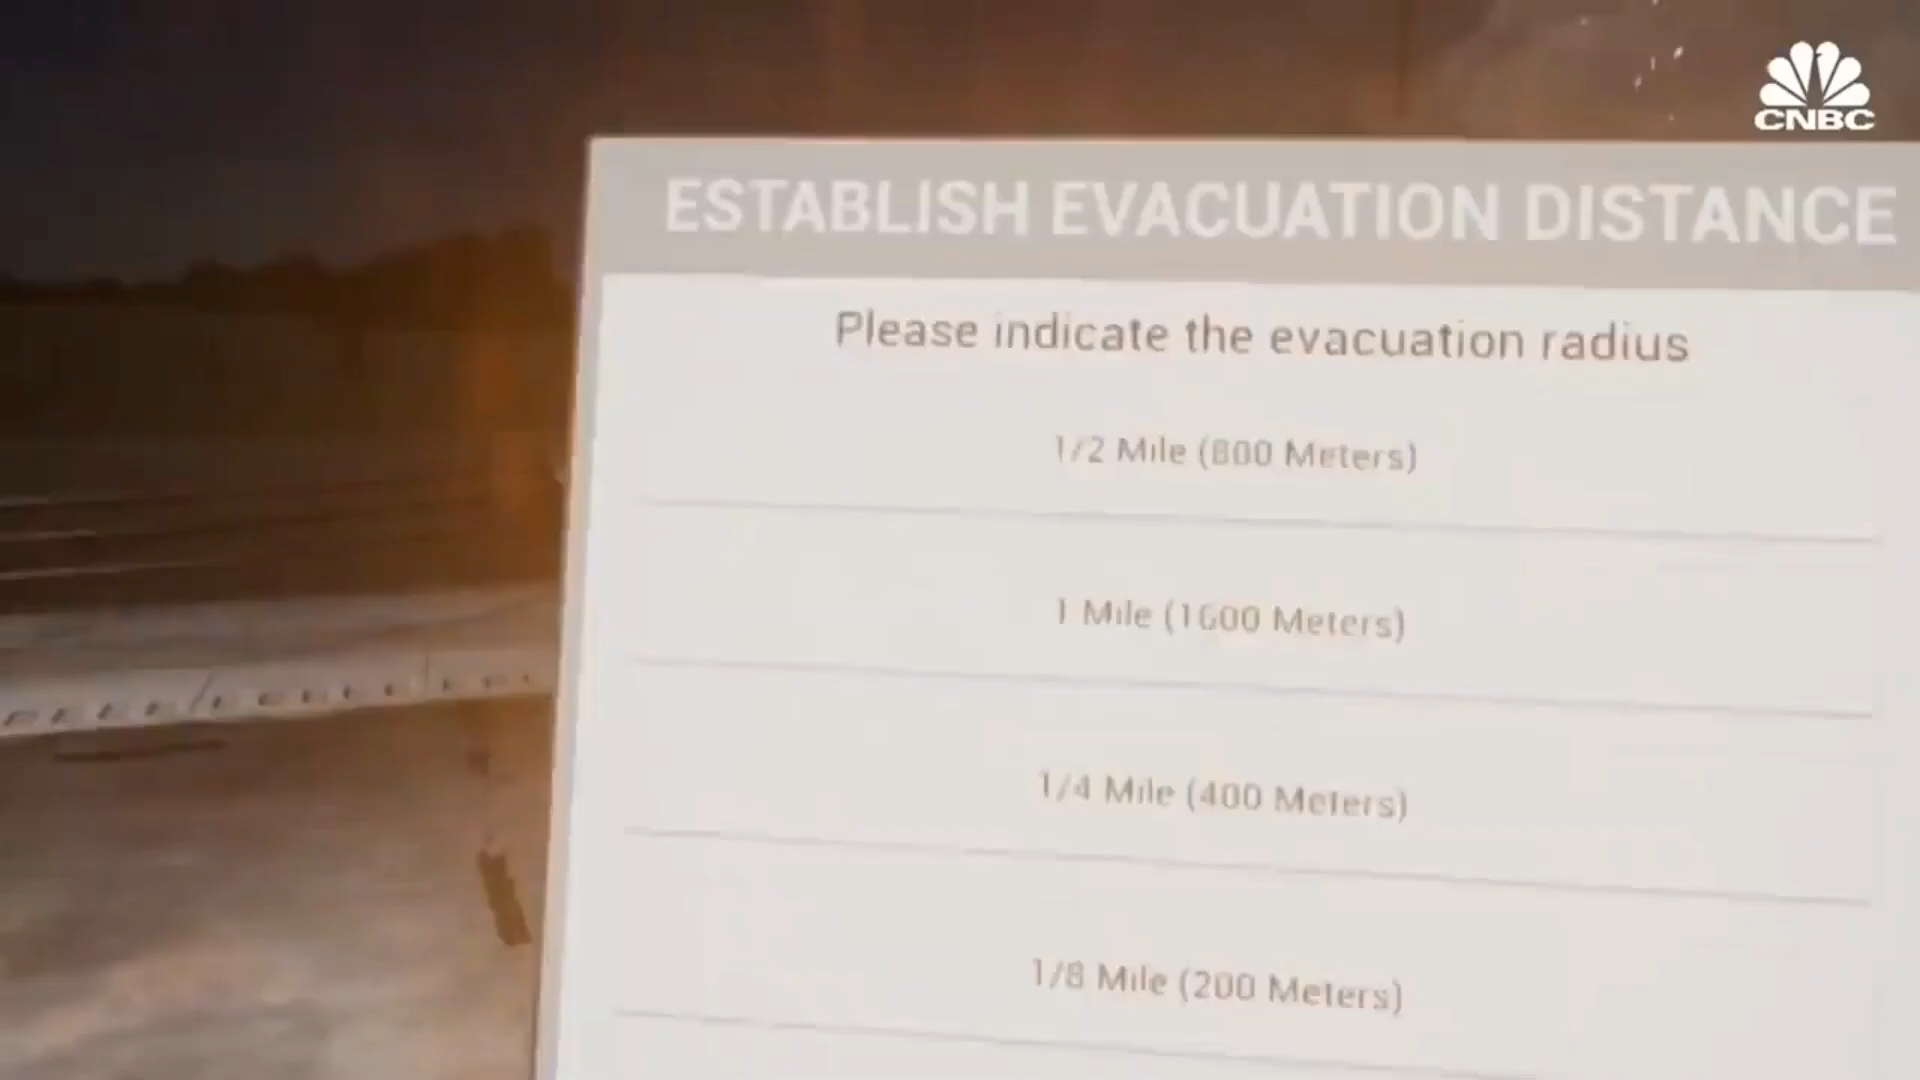 CNBC
ESTABLISH EVACUATION DISTANCE
Please indicate the evacuation radius
1/2 Mile (800 Meters)
1 Mile (1600 Meters)
1/4 Mile (400 Meters)
1/8 Mile (200 Meters)